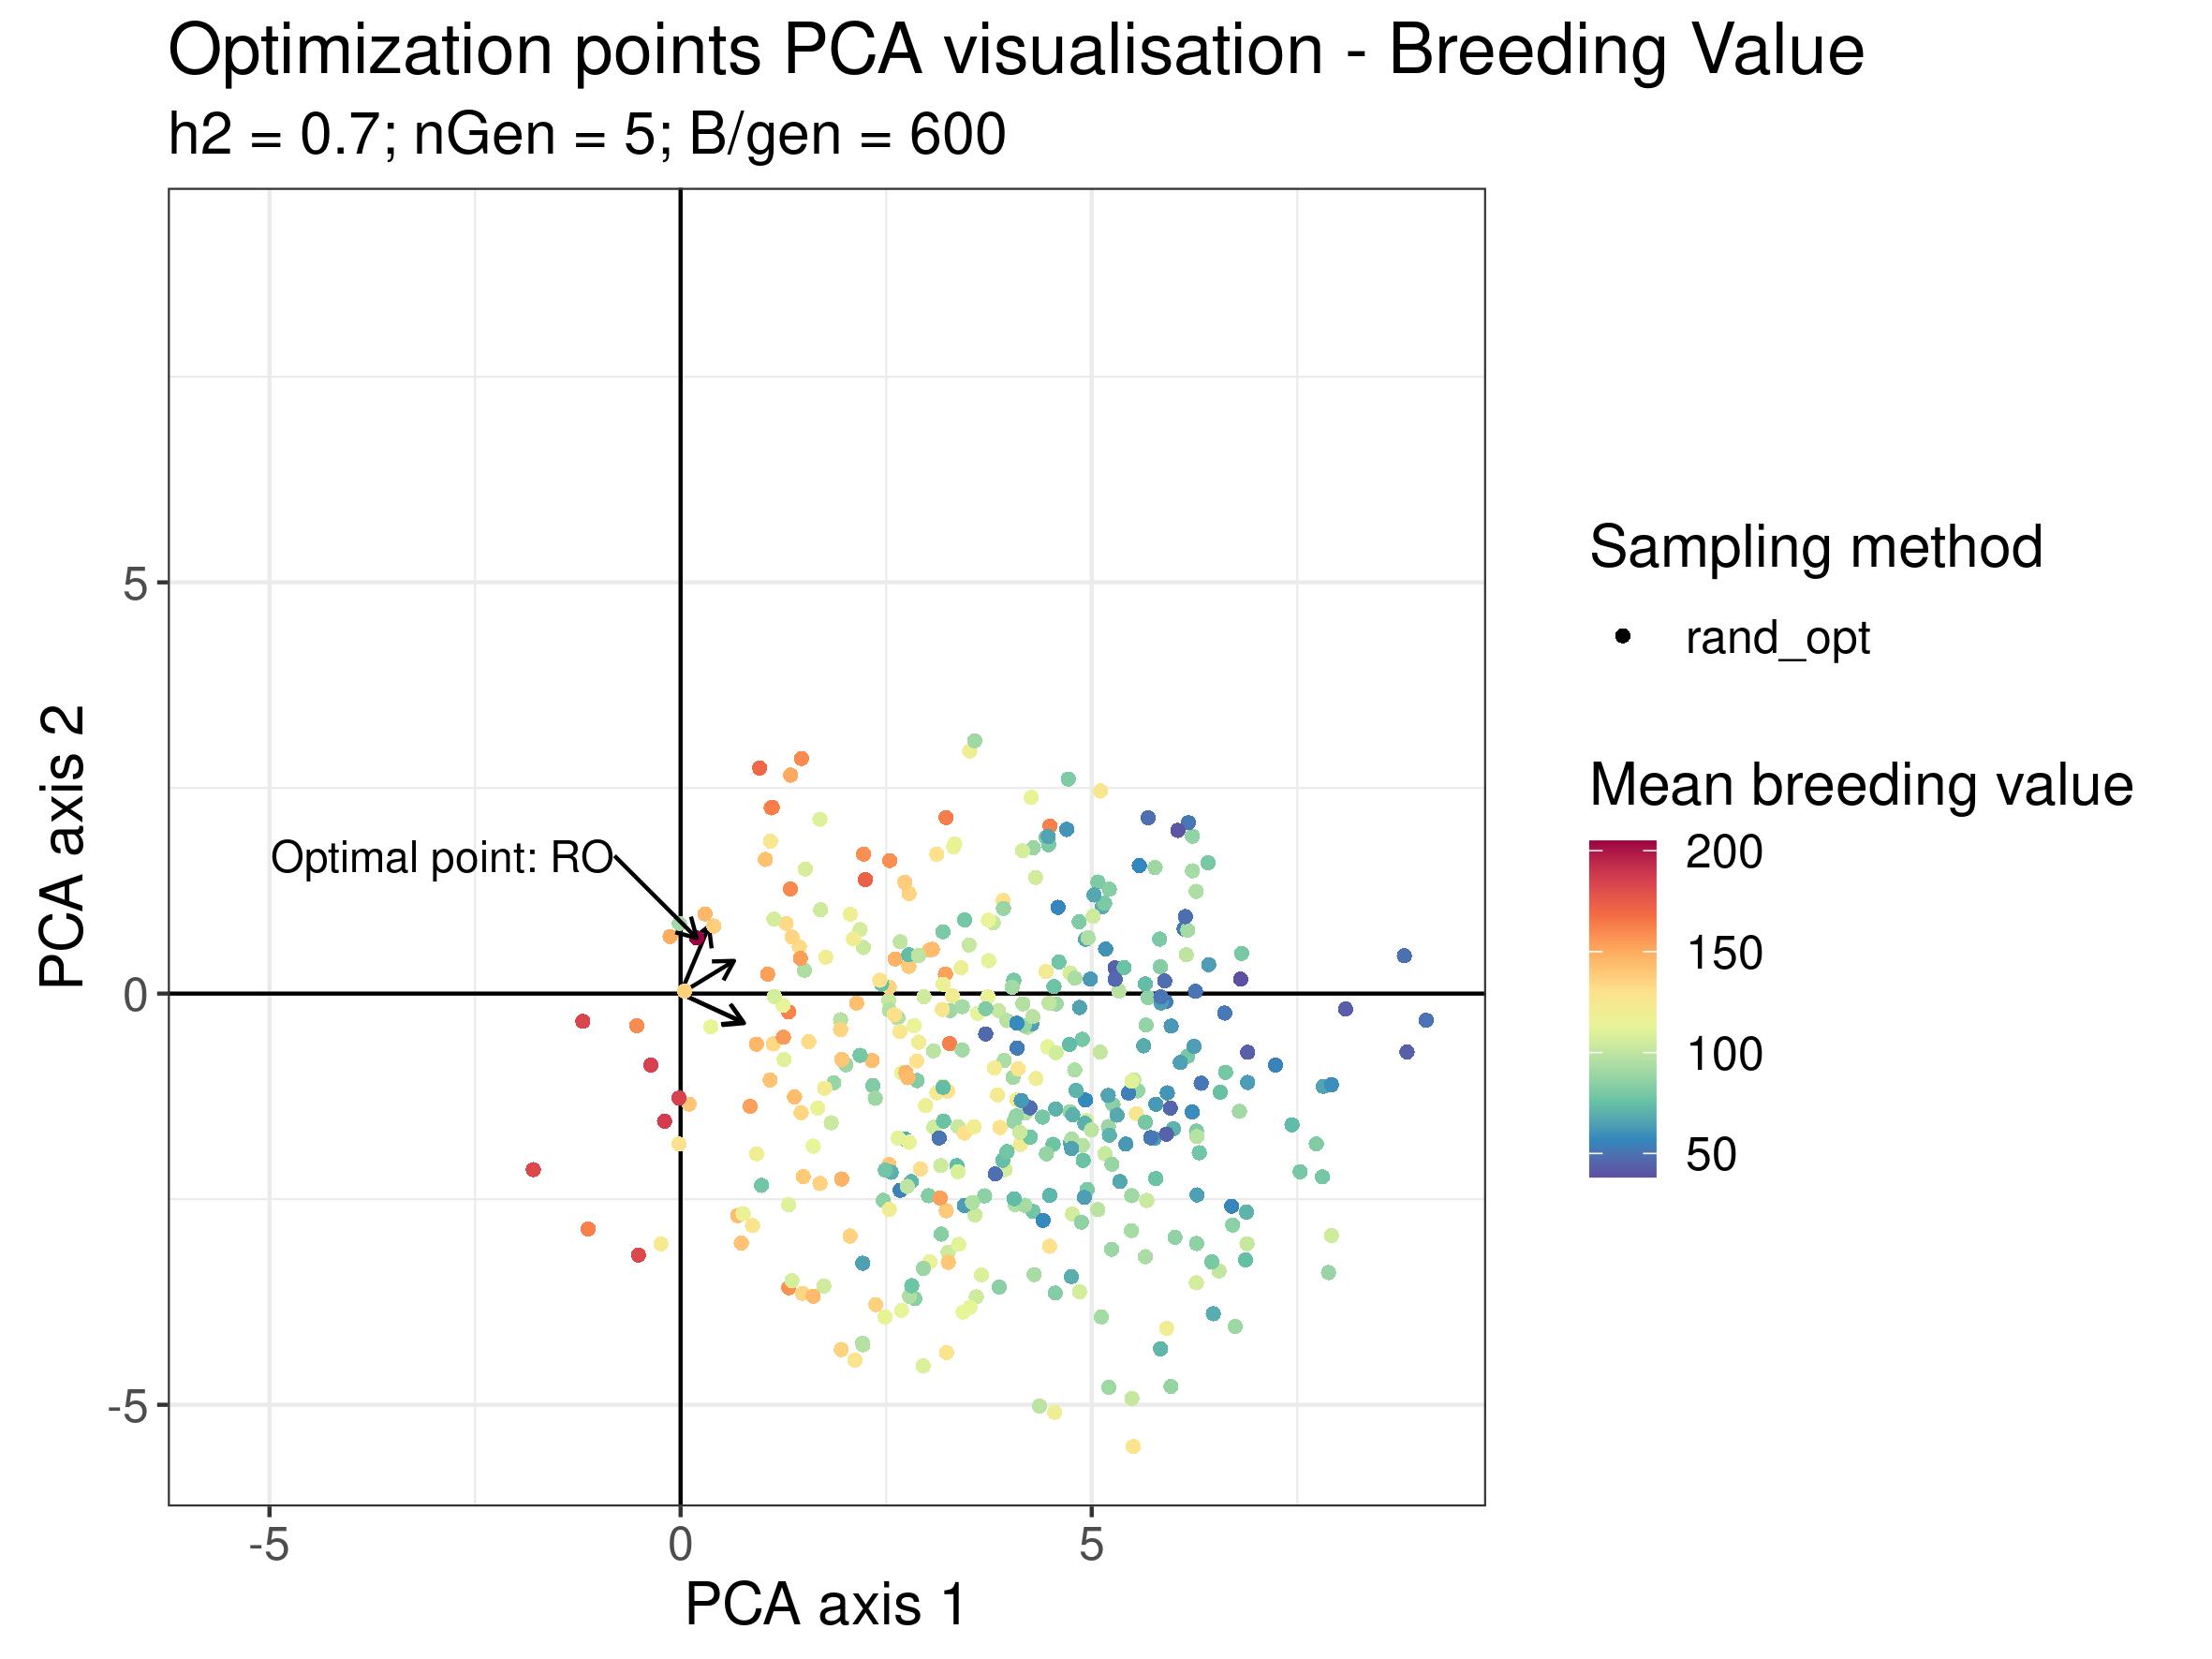 Optimization points PCA visualisation - Breeding Value
h2 = 0.7; nGen = 5; B/gen = 600
PCA axis 2
5
0
-5
Optimal point: RO
-5
0
5
PCA axis 1
Sampling method
rand_opt
Mean breeding value
200
150
100
50